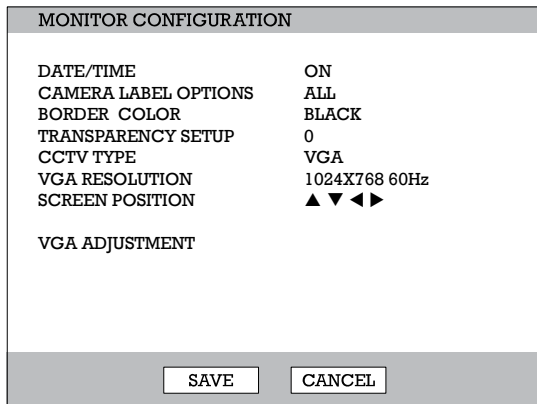 MONITOR CONFIGURATION
DATE/TIME ON
CAMERA LABEL OPTIONS ALL
BORDER COLOR BLACK
TRANSPARENCY SETUP 0
CCTV TYPE VGA
VGA RESOLUTION 1024X768 60Hz
SCREEN POSITION ▲ ▼ ◀ ▶
VGA ADJUSTMENT
SAVE CANCEL